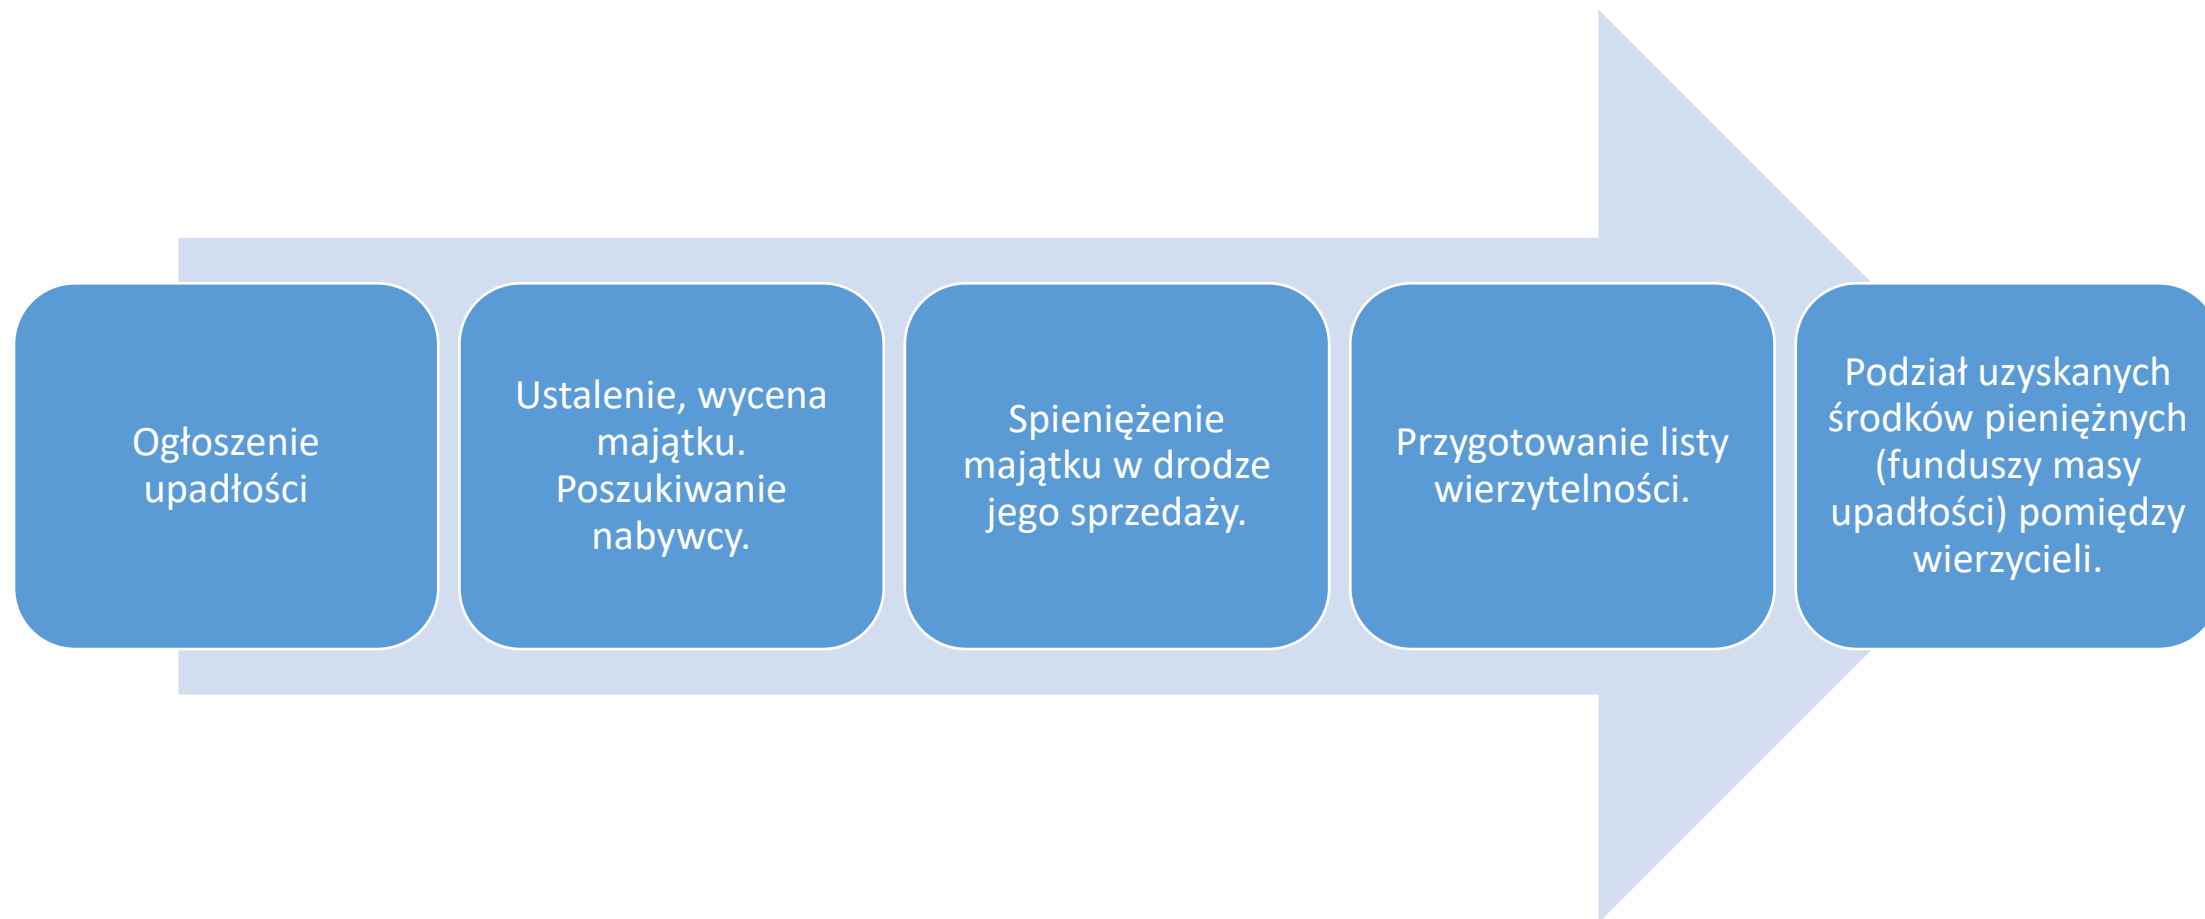 Ogłoszenie
upadłości
Ustalenie, wycena
majątku.
Poszukiwanie
nabywcy.
Spieniężenie
majątku w drodze
jego sprzedaży.
Przygotowanie listy
wierzytelności.
Podział uzyskanych
środków pieniężnych
(funduszy masy
upadłości) pomiędzy
wierzycieli.